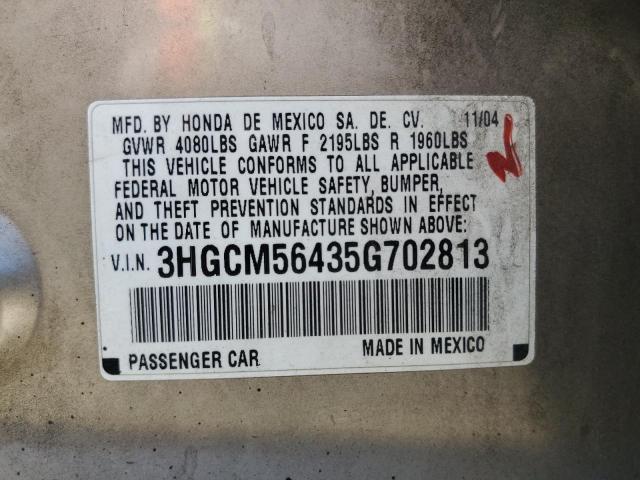 MFD. BY HONDA DE MEXICO SA. DE. CV. 11/04
GVWR 4080LBS GAWR F 2195LBS R 1960LBS
THIS VEHICLE CONFORMS TO ALL APPLICABLE
FEDERAL MOTOR VEHICLE SAFETY, BUMPER,
AND THEFT PREVENTION STANDARDS IN EFFECT
ON THE DATE OF MANUFACTURE SHOWN ABOVE:
V.I.N. 3HGCM56435G702813
PASSENGER CAR MADE IN MEXICO